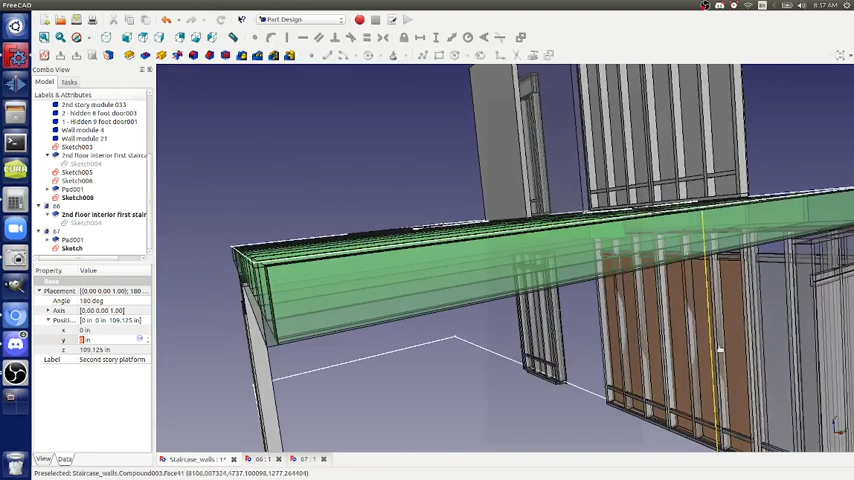 FreeCAD
8:57 AM
Part Design
Combo View
Model Tasks
Labels & Attributes
2nd story module 033
2 - hidden 8 foot door003
1 - Hidden 9 foot door001
Wall module 4
Wall module 21
Sketch003
2nd floor interior first stairc
Sketch004
Sketch005
Sketch006
Pad001
Sketch008
66
2nd floor interior first stair
Sketch004
67
Pad001
Sketch
Property Value
Base
Placement [(0.00 0.00 1.00); 180 ...
Angle 180 deg
Axis [0.00 0.00 1.00]
Positi... [0 in 0 in 109.125 in]
x 0 in
y in
z 109.125 in
Label Second story platform
View Data
Staircase_walls : 1* 66 : 1 67 : 1
Preselected: Staircase_walls.Compound003.Face41 (8106.007324,4737.100098,1277.264404)